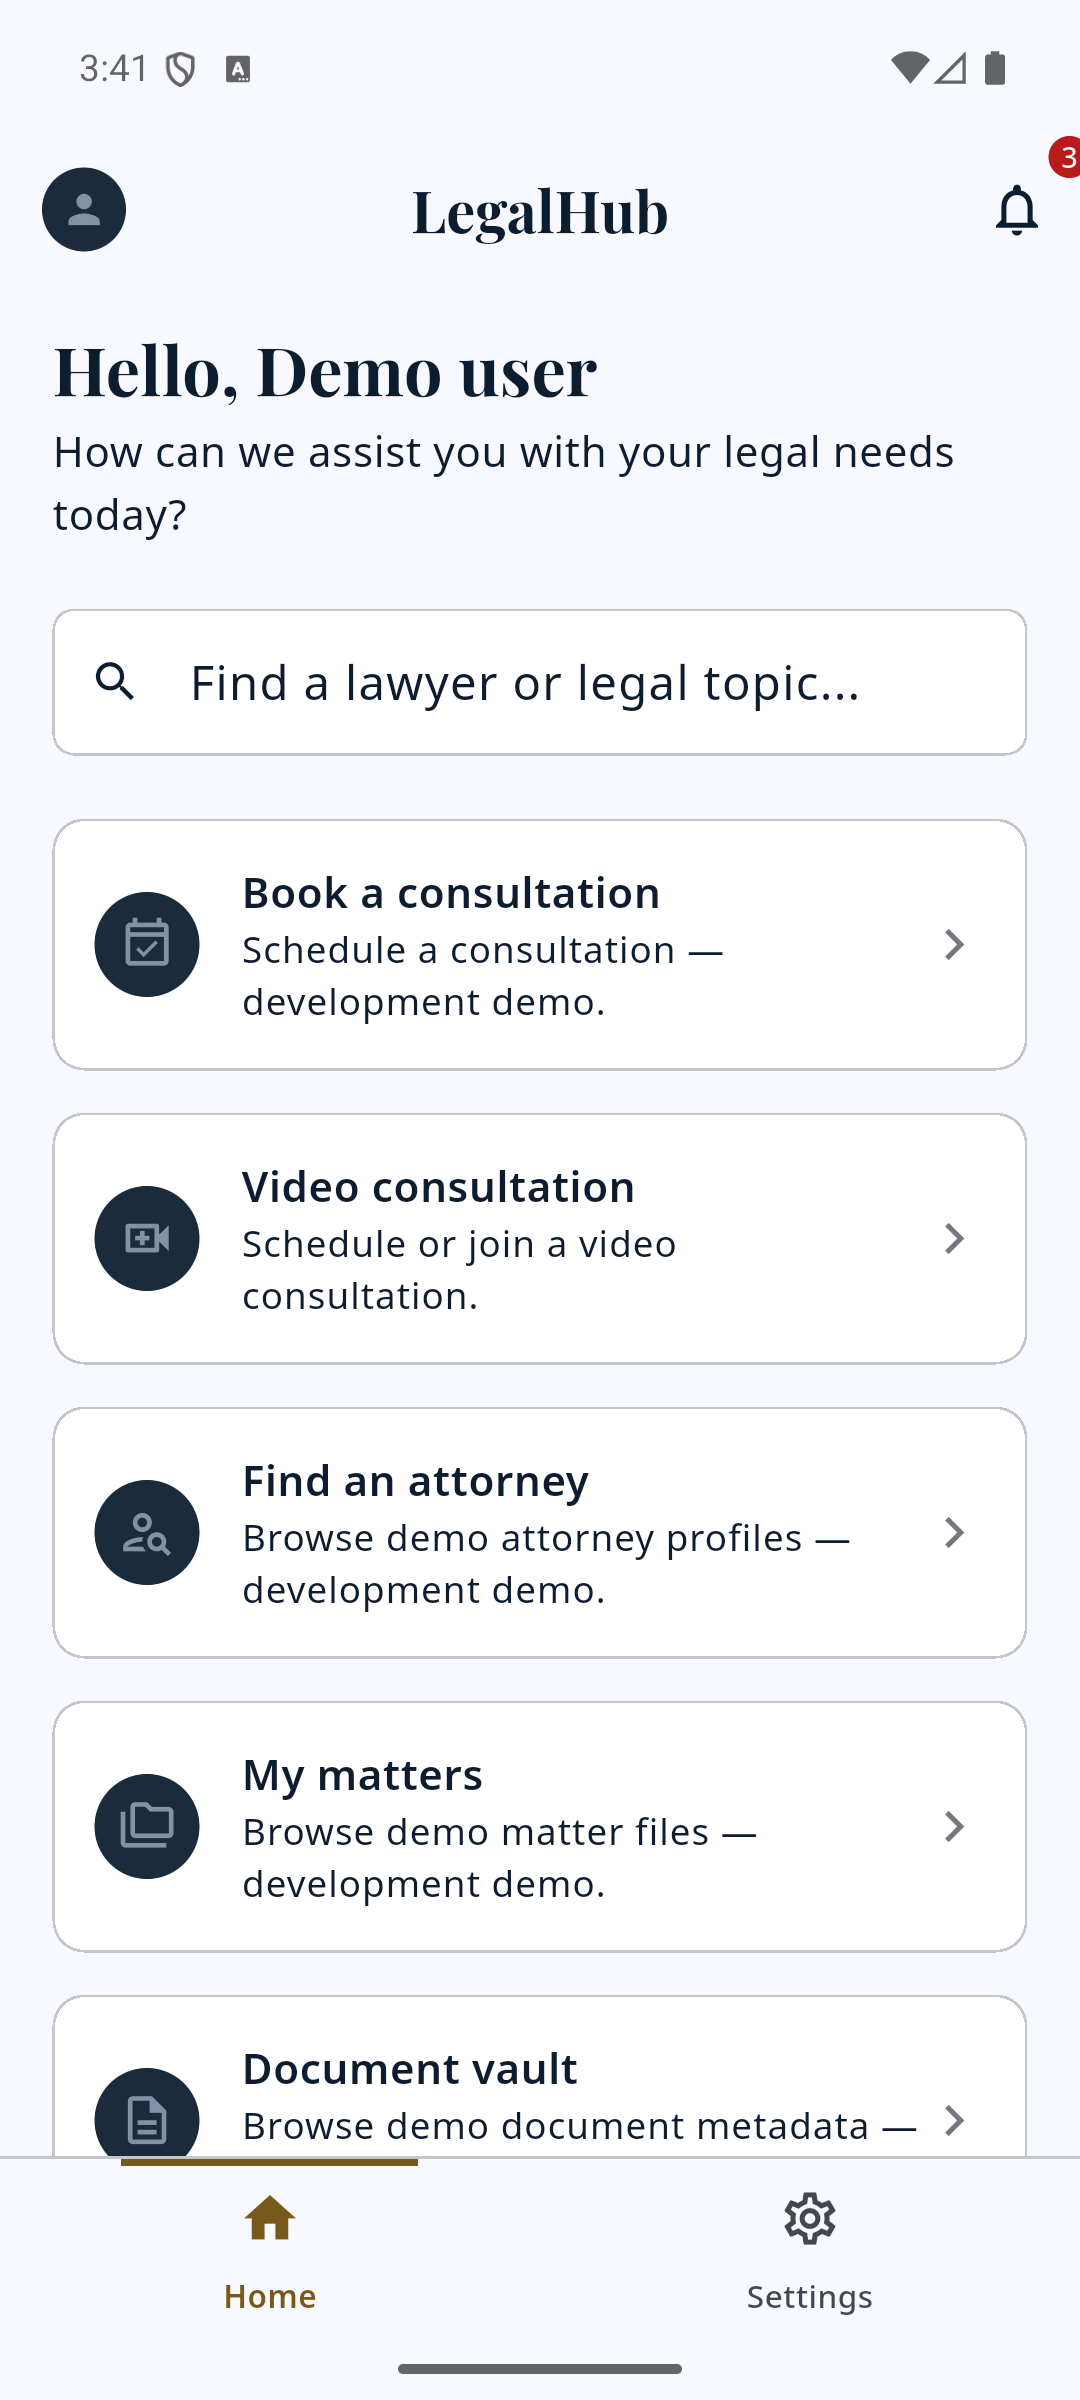 3:41
3
LegalHub
Hello, Demo user
How can we assist you with your legal needs
today?
Find a lawyer or legal topic...
Book a consultation
Schedule a consultation —
development demo.
Video consultation
Schedule or join a video
consultation.
Find an attorney
Browse demo attorney profiles —
development demo.
My matters
Browse demo matter files —
development demo.
Document vault
Browse demo document metadata —
Home
Settings